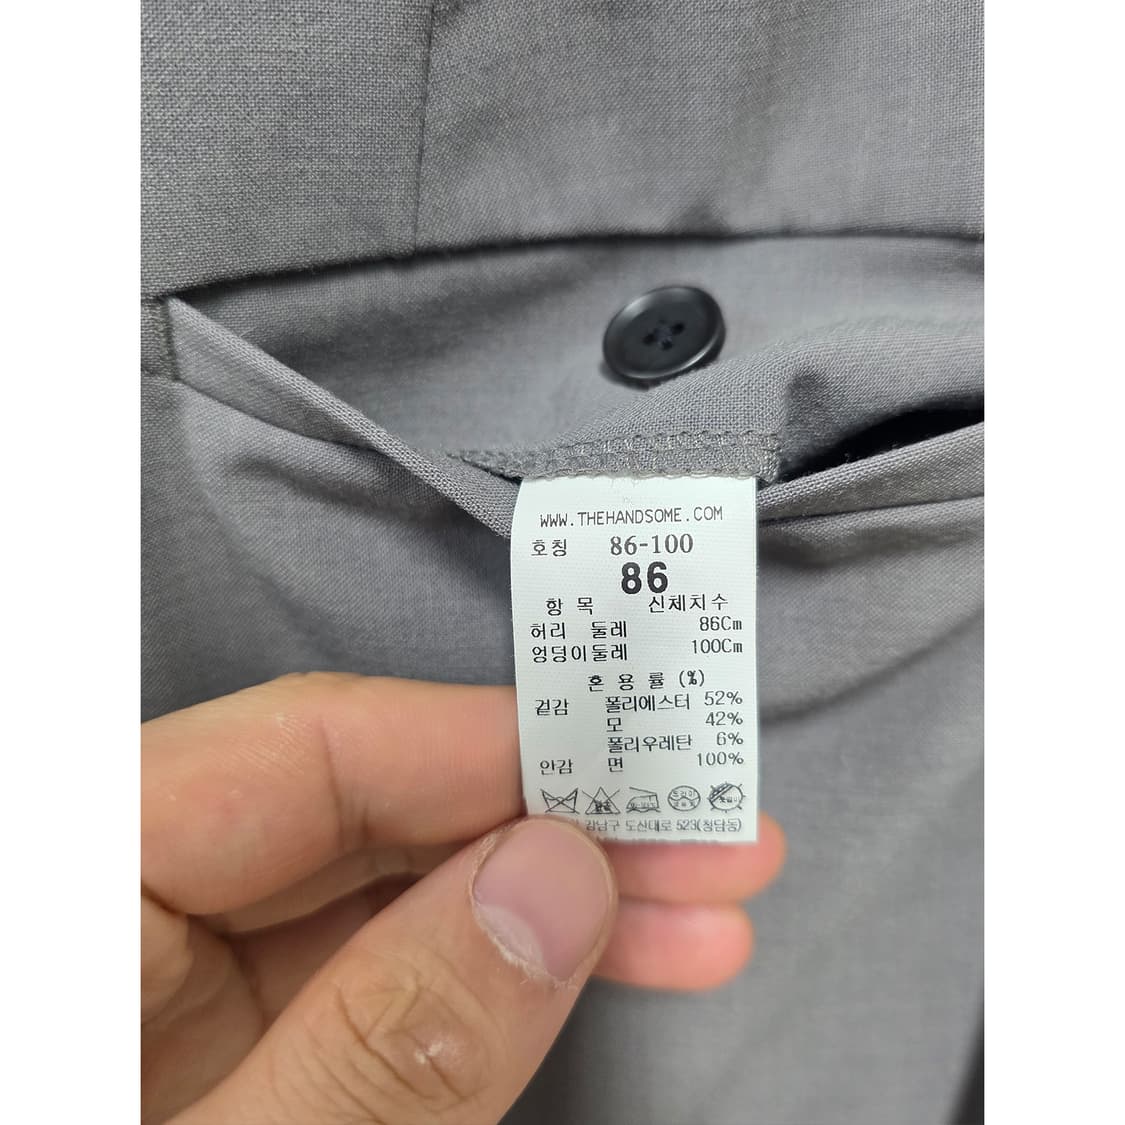 WWW.THEHANDSOME.COM
호칭 86-100
86
항 목 신체치수
허리 둘레 86Cm
엉덩이둘레 100Cm
혼 용 률 (%)
겉감 폴리에스터 52%
모 42%
폴리우레탄 6%
안감 면 100%
강남구 도산대로 523(청담동)